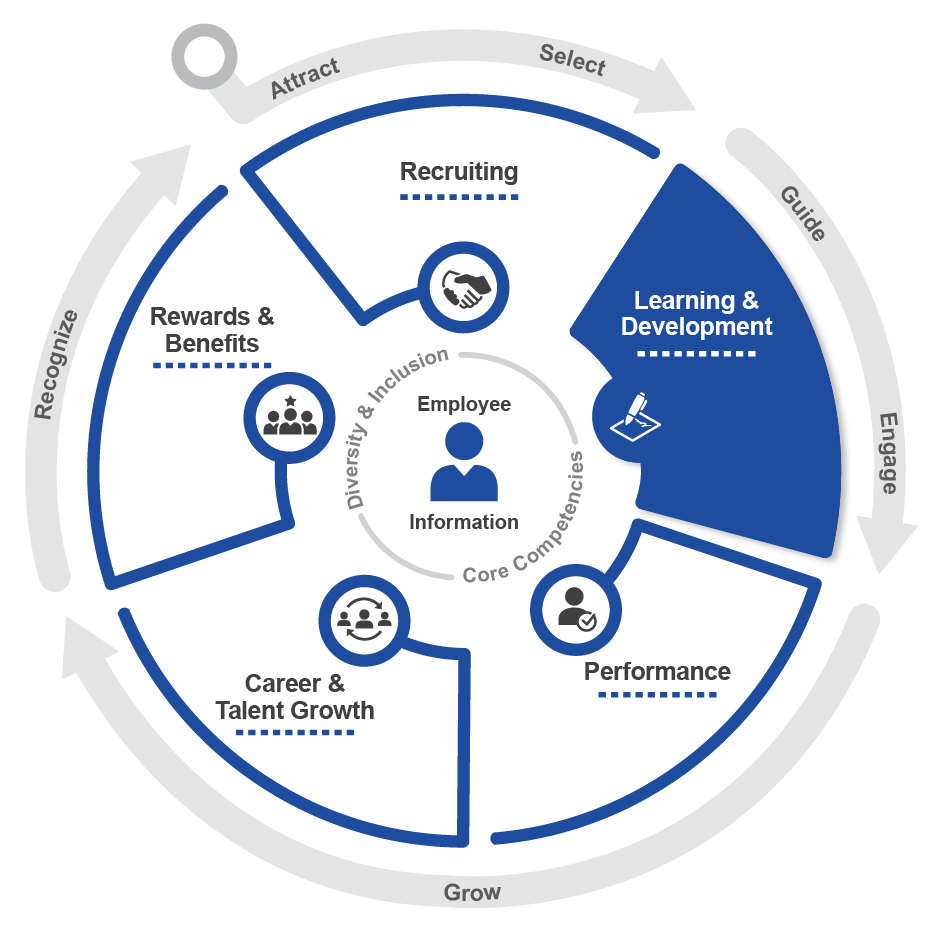 Attract
Select
Guide
Engage
Grow
Recognize
Recruiting
Learning &
Development
Performance
Career &
Talent Growth
Rewards &
Benefits
Diversity & Inclusion
Core Competencies
Employee
Information